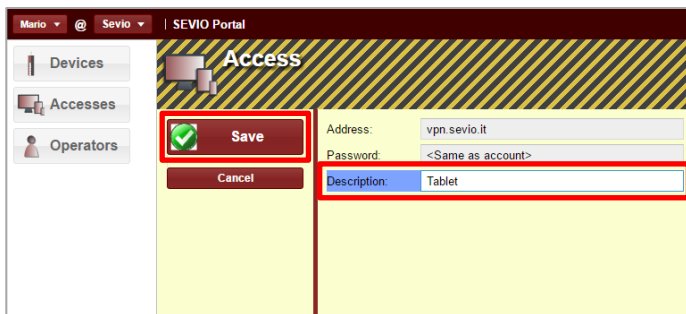 Mario @ Sevio | SEVIO Portal
Devices
Accesses
Operators
Access
Save
Cancel
Address: vpn.sevio.it
Password: <Same as account>
Description: Tablet